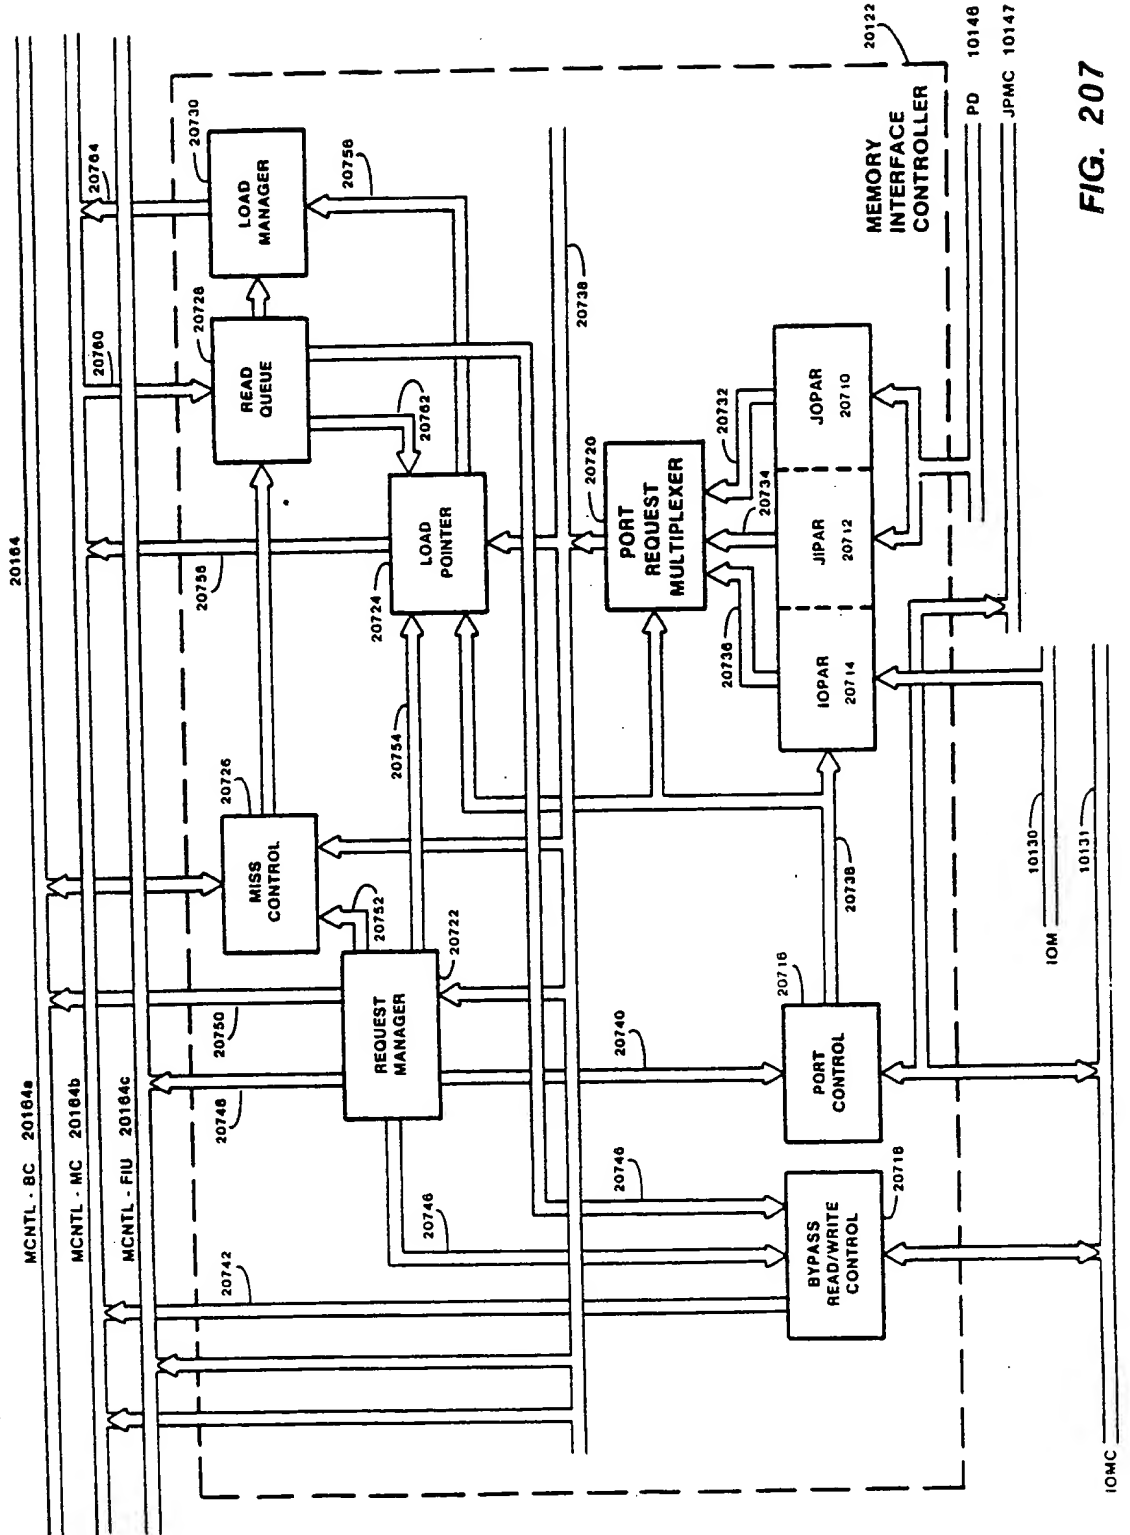 20164
MCNTL - BC 20164a
MCNTL - MC 20164b
MCNTL - FIU 20164c
20742
20748
20750
20758
20760
20764
MISS
CONTROL
20726
READ
QUEUE
20728
LOAD
MANAGER
20730
REQUEST
MANAGER
20722
20752
20754
LOAD
POINTER
20724
20762
20756
20746
20746
20740
20738
20738
PORT
REQUEST
MULTIPLEXER
20720
20736
20734
20732
BYPASS
READ/WRITE
CONTROL
20718
PORT
CONTROL
20716
IOPAR
20714
JIPAR
20712
JOPAR
20710
MEMORY
INTERFACE
CONTROLLER
20122
PD 10146
JPMC 10147
IOM
10130
10131
IOMC
FIG. 207